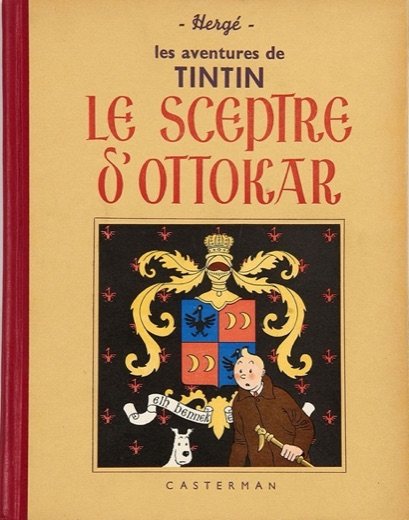 - Hergé -
les aventures de
TINTIN
LE SCEPTRE
D'OTTOKAR
eih bennek
CASTERMAN